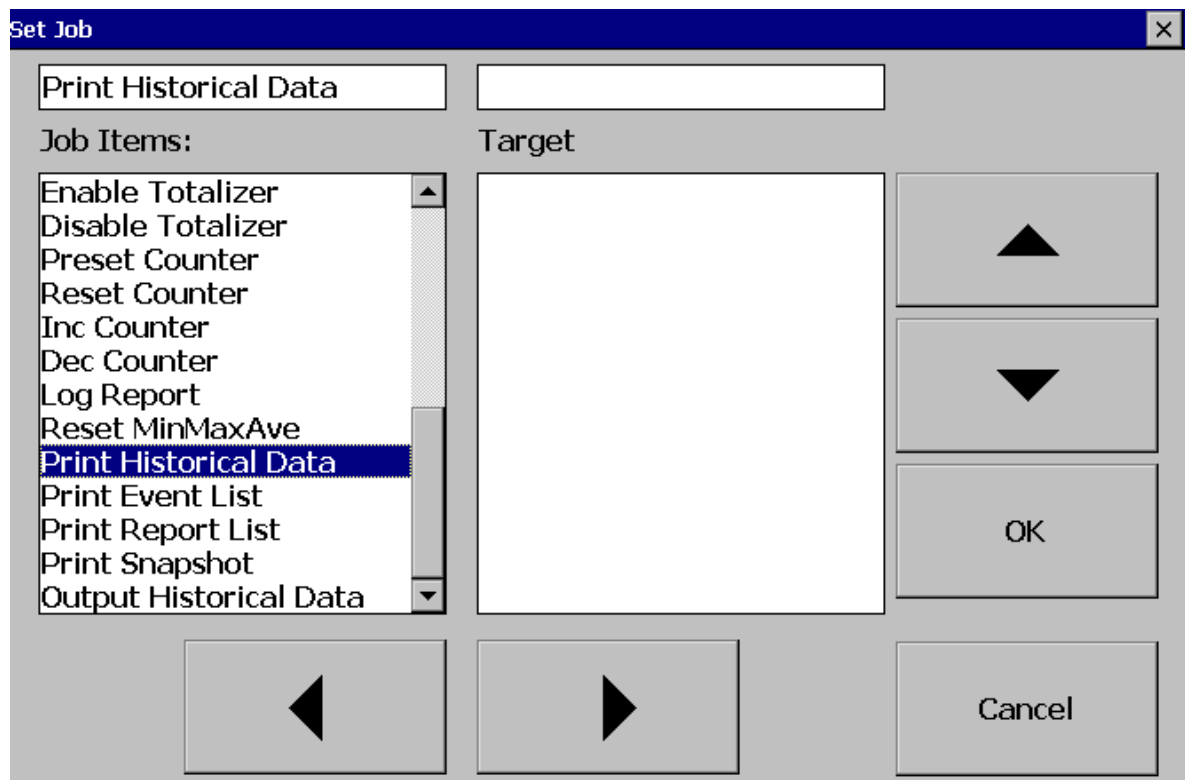 Set Job
Print Historical Data
Job Items:
Target
Enable Totalizer
Disable Totalizer
Preset Counter
Reset Counter
Inc Counter
Dec Counter
Log Report
Reset MinMaxAve
Print Historical Data
Print Event List
Print Report List
Print Snapshot
Output Historical Data
OK
Cancel